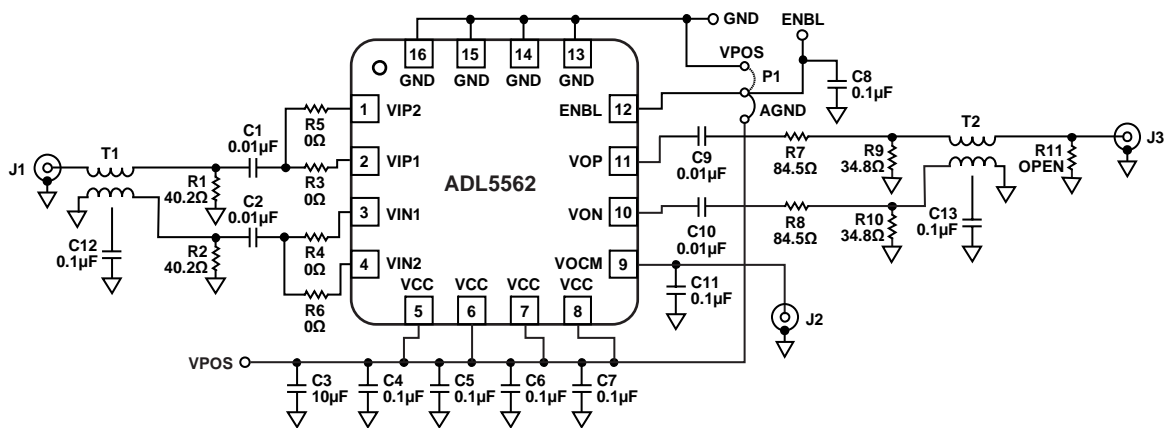 GND
ENBL
16
15
14
13
GND
GND
GND
GND
VPOS
P1
AGND
C8
0.1µF
1
VIP2
ENBL
12
R5
0Ω
C1
0.01µF
T2
J3
J1
T1
2
VIP1
VOP
11
C9
0.01µF
R7
84.5Ω
R9
34.8Ω
R11
OPEN
R3
0Ω
R1
40.2Ω
ADL5562
C2
0.01µF
3
VIN1
VON
10
C10
0.01µF
R8
84.5Ω
R10
34.8Ω
C13
0.1µF
C12
0.1µF
R2
40.2Ω
R4
0Ω
4
VIN2
VOCM
9
C11
0.1µF
J2
R6
0Ω
VCC
VCC
VCC
VCC
5
6
7
8
VPOS
C3
10µF
C4
0.1µF
C5
0.1µF
C6
0.1µF
C7
0.1µF